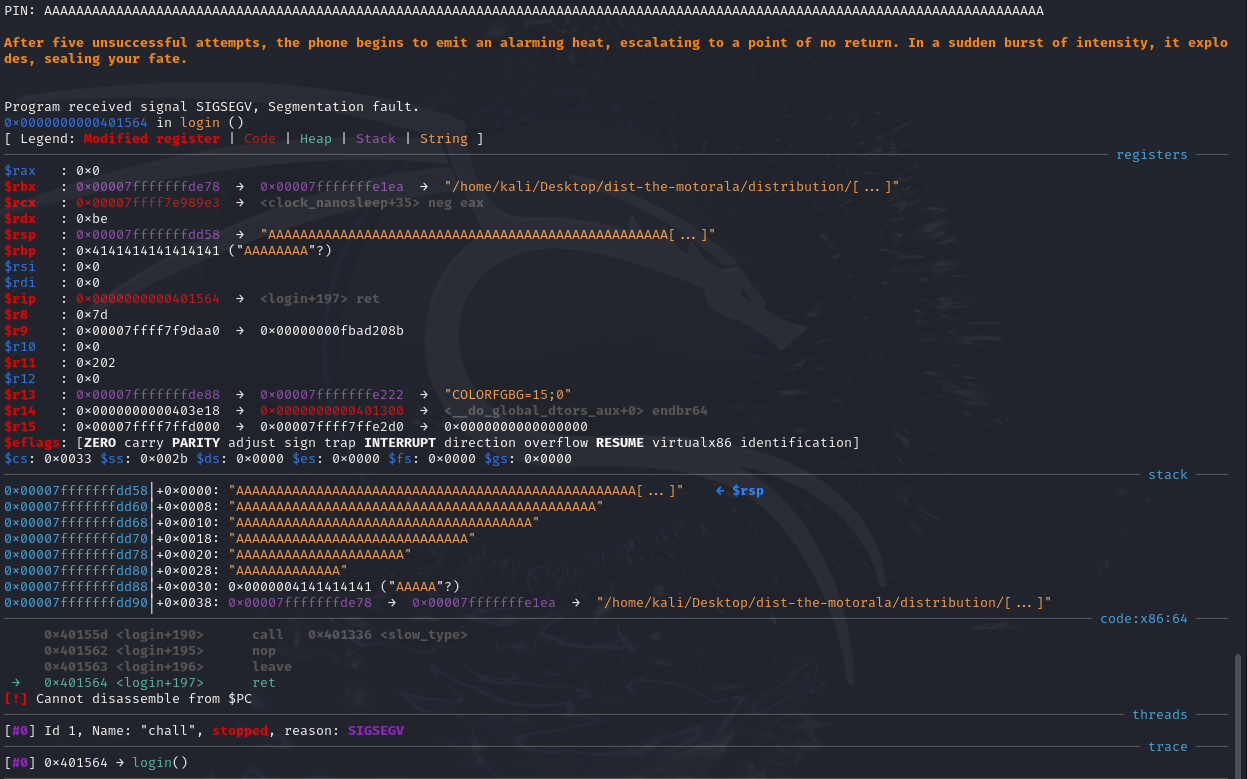 PIN: AAAAAAAAAAAAAAAAAAAAAAAAAAAAAAAAAAAAAAAAAAAAAAAAAAAAAAAAAAAAAAAAAAAAAAAAAAAAAAAAAAAAAAAAAAAAAAAAAAAAAAAAAAAAAAAAAAAAAAAAAAAAA
After five unsuccessful attempts, the phone begins to emit an alarming heat, escalating to a point of no return. In a sudden burst of intensity, it explo
des, sealing your fate.
Program received signal SIGSEGV, Segmentation fault.
0×0000000000401564 in login ()
[ Legend: Modified register | Code | Heap | Stack | String ]
registers
$rax   : 0×0
$rbx   : 0×00007fffffffde78  →  0×00007fffffffe1ea  →  "/home/kali/Desktop/dist-the-motorala/distribution/[...]"
$rcx   : 0×00007ffff7e989e3  →  <clock_nanosleep+35> neg eax
$rdx   : 0×be
$rsp   : 0×00007fffffffdd58  →  "AAAAAAAAAAAAAAAAAAAAAAAAAAAAAAAAAAAAAAAAAAAAAAAAAA[...]"
$rbp   : 0×4141414141414141 ("AAAAAAAA"?)
$rsi   : 0×0
$rdi   : 0×0
$rip   : 0×0000000000401564  →  <login+197> ret
$r8    : 0×7d
$r9    : 0×00007ffff7f9daa0  →  0×00000000fbad208b
$r10   : 0×0
$r11   : 0×202
$r12   : 0×0
$r13   : 0×00007fffffffde88  →  0×00007fffffffe222  →  "COLORFGBG=15;0"
$r14   : 0×0000000000403e18  →  0×0000000000401300  →  <__do_global_dtors_aux+0> endbr64
$r15   : 0×00007ffff7ffd000  →  0×00007ffff7ffe2d0  →  0×0000000000000000
$eflags: [ZERO carry PARITY adjust sign trap INTERRUPT direction overflow RESUME virtualx86 identification]
$cs: 0×0033 $ss: 0×002b $ds: 0×0000 $es: 0×0000 $fs: 0×0000 $gs: 0×0000
stack
0×00007fffffffdd58│+0×0000: "AAAAAAAAAAAAAAAAAAAAAAAAAAAAAAAAAAAAAAAAAAAAAAAAAA[...]"    ← $rsp
0×00007fffffffdd60│+0×0008: "AAAAAAAAAAAAAAAAAAAAAAAAAAAAAAAAAAAAAAAAAAAAA"
0×00007fffffffdd68│+0×0010: "AAAAAAAAAAAAAAAAAAAAAAAAAAAAAAAAAAAAA"
0×00007fffffffdd70│+0×0018: "AAAAAAAAAAAAAAAAAAAAAAAAAAAAA"
0×00007fffffffdd78│+0×0020: "AAAAAAAAAAAAAAAAAAAAA"
0×00007fffffffdd80│+0×0028: "AAAAAAAAAAAAA"
0×00007fffffffdd88│+0×0030: 0×0000004141414141 ("AAAAA"?)
0×00007fffffffdd90│+0×0038: 0×00007fffffffde78  →  0×00007fffffffe1ea  →  "/home/kali/Desktop/dist-the-motorala/distribution/[...]"
code:x86:64
0×40155d <login+190>      call   0×401336 <slow_type>
0×401562 <login+195>      nop
0×401563 <login+196>      leave
→   0×401564 <login+197>      ret
[!] Cannot disassemble from $PC
threads
[#0] Id 1, Name: "chall", stopped, reason: SIGSEGV
trace
[#0] 0×401564 → login()